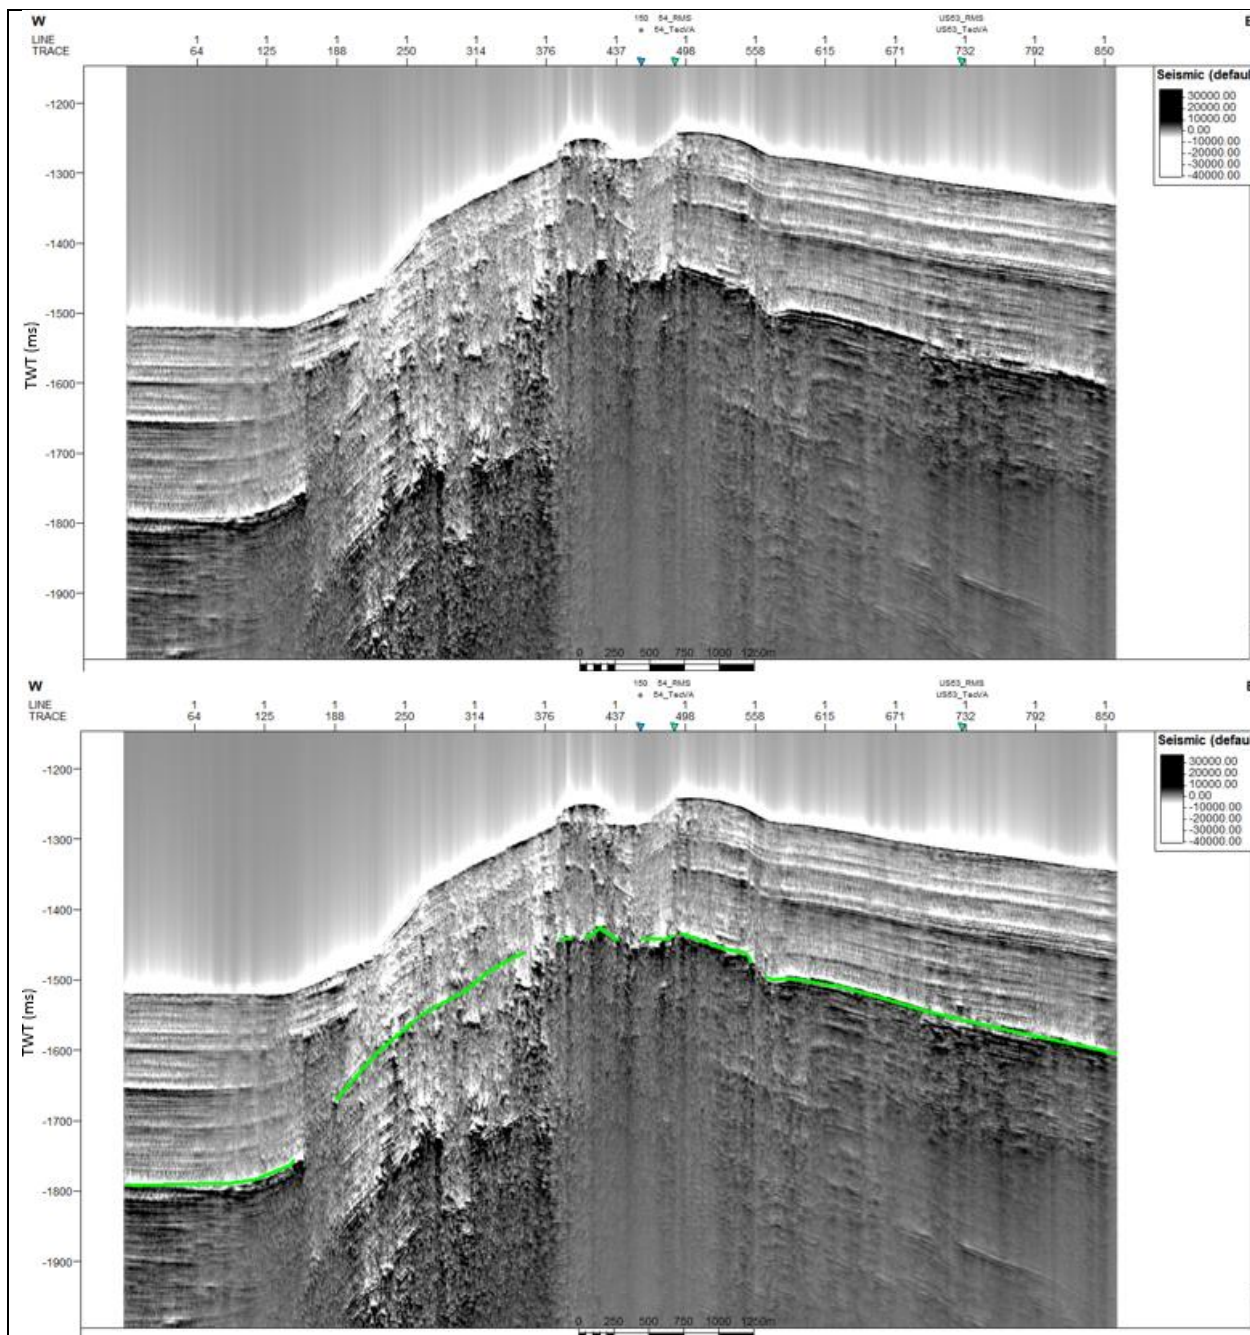 150 54_RMS US63_RMS
54_TecVA US63_TecVA
W
LINE 1 1 1 1 1 1 1 1 1 1 1 1 1 1
TRACE 64 125 188 250 314 376 437 498 558 615 671 732 792 850
Seismic (defaul
30000.00
20000.00
10000.00
0.00
-10000.00
-20000.00
-30000.00
-40000.00
-1200
-1300
-1400
-1500
-1600
-1700
-1800
-1900
TWT (ms)
0 250 500 750 1000 1250m
150 54_RMS US63_RMS
54_TecVA US63_TecVA
W
LINE 1 1 1 1 1 1 1 1 1 1 1 1 1 1
TRACE 64 125 188 250 314 376 437 498 558 615 671 732 792 850
Seismic (defaul
30000.00
20000.00
10000.00
0.00
-10000.00
-20000.00
-30000.00
-40000.00
-1200
-1300
-1400
-1500
-1600
-1700
-1800
-1900
TWT (ms)
0 250 500 750 1000 1250m